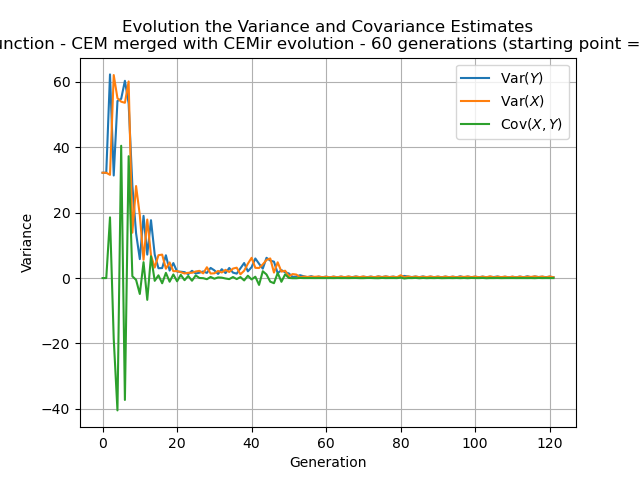 Evolution the Variance and Covariance Estimates
unction - CEM merged with CEMir evolution - 60 generations (starting point =
Var(Y)
Var(X)
Cov(X, Y)
Variance
60
40
20
0
−20
−40
0 20 40 60 80 100 120
Generation